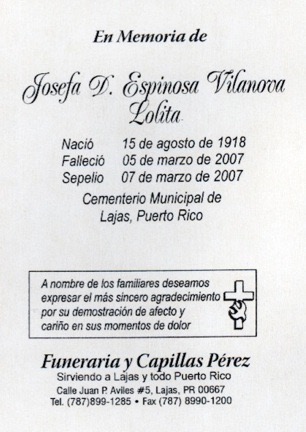 En Memoria de
Josefa D. Espinosa Vilanova
Lolita
Nació 15 de agosto de 1918
Falleció 05 de marzo de 2007
Sepelio 07 de marzo de 2007
Cementerio Municipal de
Lajas, Puerto Rico
A nombre de los familiares deseamos
expresar el más sincero agradecimiento
por su demostración de afecto y
cariño en sus momentos de dolor
Funeraria y Capillas Pérez
Sirviendo a Lajas y todo Puerto Rico
Calle Juan P. Aviles #5, Lajas, PR 00667
Tel. (787)899-1285 • Fax (787) 8990-1200